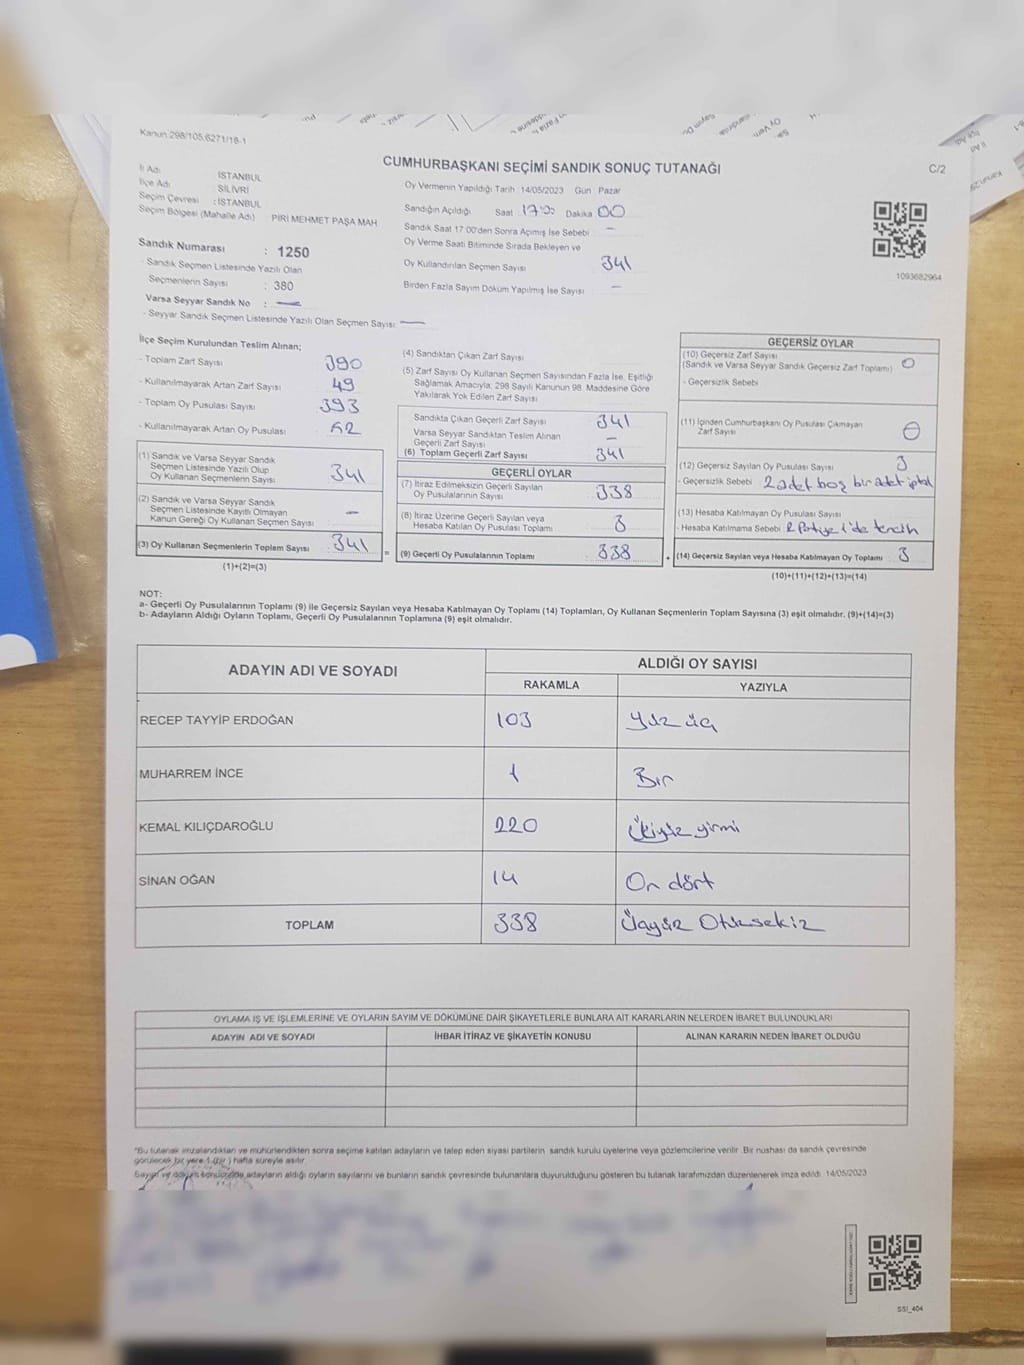 Kanun:298/105,6271/18-1
CUMHURBAŞKANI SEÇİMİ SANDIK SONUÇ TUTANAĞI
C/2
İl Adı : İSTANBUL
İlçe Adı : SİLİVRİ
Seçim Çevresi : İSTANBUL
Seçim Bölgesi (Mahalle Adı) : PİRİ MEHMET PAŞA MAH
Sandık Numarası : 1250
- Sandık Seçmen Listesinde Yazılı Olan
Seçmenlerin Sayısı : 380
Varsa Seyyar Sandık No : —
- Seyyar Sandık Seçmen Listesinde Yazılı Olan Seçmen Sayısı: —
Oy Vermenin Yapıldığı Tarih :14/05/2023 Gün : Pazar
Sandığın Açıldığı Saat 17:00 Dakika 00
Sandık Saat 17:00'den Sonra Açımış İse Sebebi : —
Oy Verme Saati Bitiminde Sırada Bekleyen ve
Oy Kullandırılan Seçmen Sayısı : 341
Birden Fazla Sayım Döküm Yapılmış İse Sayısı : —
1093682964
İlçe Seçim Kurulundan Teslim Alınan;
- Toplam Zarf Sayısı : 390
- Kullanılmayarak Artan Zarf Sayısı : 49
- Toplam Oy Pusulası Sayısı : 393
- Kullanılmayarak Artan Oy Pusulası : 52
(1) Sandık ve Varsa Seyyar Sandık
Seçmen Listesinde Yazılı Olup
Oy Kullanan Seçmenlerin Sayısı : 341
(2) Sandık ve Varsa Seyyar Sandık
Seçmen Listesinde Kayıtlı Olmayan
Kanun Gereği Oy Kullanan Seçmen Sayısı : —
(3) Oy Kullanan Seçmenlerin Toplam Sayısı : 341
(1)+(2)=(3)
(4) Sandıktan Çıkan Zarf Sayısı
(5) Zarf Sayısı Oy Kullanan Seçmen Sayısından Fazla İse, Eşitliği
Sağlamak Amacıyla, 298 Sayılı Kanunun 98. Maddesine Göre
Yakılarak Yok Edilen Zarf Sayısı
Sandıkta Çıkan Geçerli Zarf Sayısı : 341
Varsa Seyyar Sandıktan Teslim Alınan
Geçerli Zarf Sayısı : —
(6) Toplam Geçerli Zarf Sayısı : 341
GEÇERLİ OYLAR
(7) İtiraz Edilmeksizin Geçerli Sayılan
Oy Pusulalarının Sayısı : 338
(8) İtiraz Üzerine Geçerli Sayılan veya
Hesaba Katılan Oy Pusulası Toplamı : 3
= (9) Geçerli Oy Pusulalarının Toplamı : 338
GEÇERSİZ OYLAR
(10) Geçersiz Zarf Sayısı
(Sandık ve Varsa Seyyar Sandık Geçersiz Zarf Toplamı) : 0
- Geçersizlik Sebebi
(11) İçinden Cumhurbaşkanı Oy Pusulası Çıkmayan
Zarf Sayısı : 0
(12) Geçersiz Sayılan Oy Pusulası Sayısı : 3
- Geçersizlik Sebebi : 2 adet boş bir adet iptal
(13) Hesaba Katılmayan Oy Pusulası Sayısı
- Hesaba Katılmama Sebebi : 2 Partiye 1'de tercih
+ (14) Geçersiz Sayılan veya Hesaba Katılmayan Oy Toplamı : 3
(10)+(11)+(12)+(13)=(14)
NOT:
a- Geçerli Oy Pusulalarının Toplamı (9) ile Geçersiz Sayılan veya Hesaba Katılmayan Oy Toplamı (14) Toplamları, Oy Kullanan Seçmenlerin Toplam Sayısına (3) eşit olmalıdır. (9)+(14)=(3)
b- Adayların Aldığı Oyların Toplamı, Geçerli Oy Pusulalarının Toplamına (9) eşit olmalıdır.
ADAYIN ADI VE SOYADI ALDIĞI OY SAYISI
RAKAMLA YAZIYLA
RECEP TAYYİP ERDOĞAN 103 Yüz üç
MUHARREM İNCE 1 Bir
KEMAL KILIÇDAROĞLU 220 İkiyüz yirmi
SİNAN OĞAN 14 On dört
TOPLAM 338 Üçyüz Otuzsekiz
OYLAMA İŞ VE İŞLEMLERİNE VE OYLARIN SAYIM VE DÖKÜMÜNE DAİR ŞİKAYETLERLE BUNLARA AİT KARARLARIN NELERDEN İBARET BULUNDUKLARI
ADAYIN ADI VE SOYADI İHBAR İTİRAZ VE ŞİKAYETİN KONUSU ALINAN KARARIN NEDEN İBARET OLDUĞU
"Bu tutanak imzalandıktan ve mühürlendikten sonra seçime katılan adayların ve talep eden siyasi partilerin sandık kurulu üyelerine veya gözlemcilerine verilir. Bir nushası da sandık çevresinde
görülecek bir yere 1 (bir ) hafta süreyle asılır.
Sayım ve döküm sonucunda adayların aldığı oyların sayılarını ve bunların sandık çevresinde bulunanlara duyurulduğunu gösteren bu tutanak tarafımızdan düzenlenerek imza edildi. 14/05/2023
SSI_404